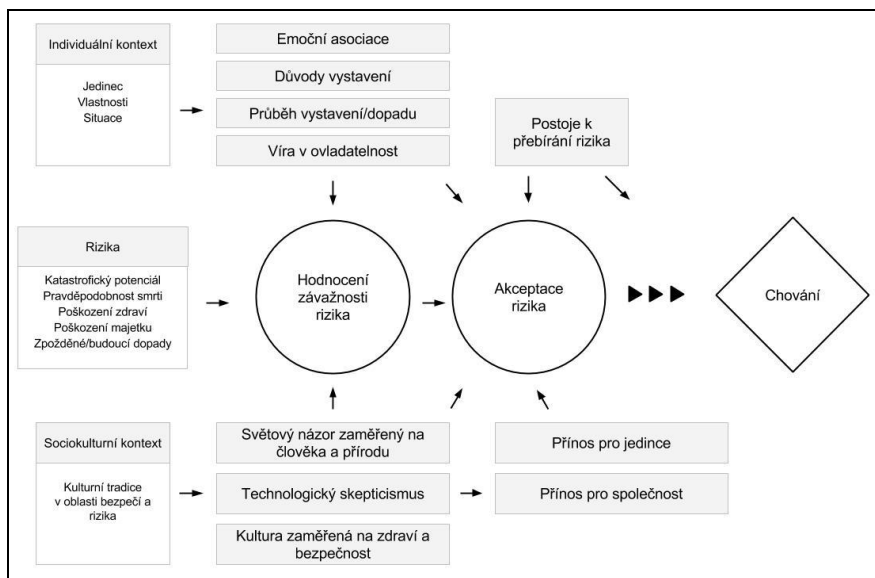 Individuální kontext
Jedinec
Vlastnosti
Situace
Emoční asociace
Důvody vystavení
Průběh vystavení/dopadu
Víra v ovladatelnost
Postoje k
přebírání rizika
Rizika
Katastrofický potenciál
Pravděpodobnost smrti
Poškození zdraví
Poškození majetku
Zpožděné/budoucí dopady
Hodnocení
závažnosti
rizika
Akceptace
rizika
Chování
Sociokulturní kontext
Kulturní tradice
v oblasti bezpečí a
rizika
Světový názor zaměřený na
člověka a přírodu
Technologický skepticismus
Kultura zaměřená na zdraví a
bezpečnost
Přínos pro jedince
Přínos pro společnost